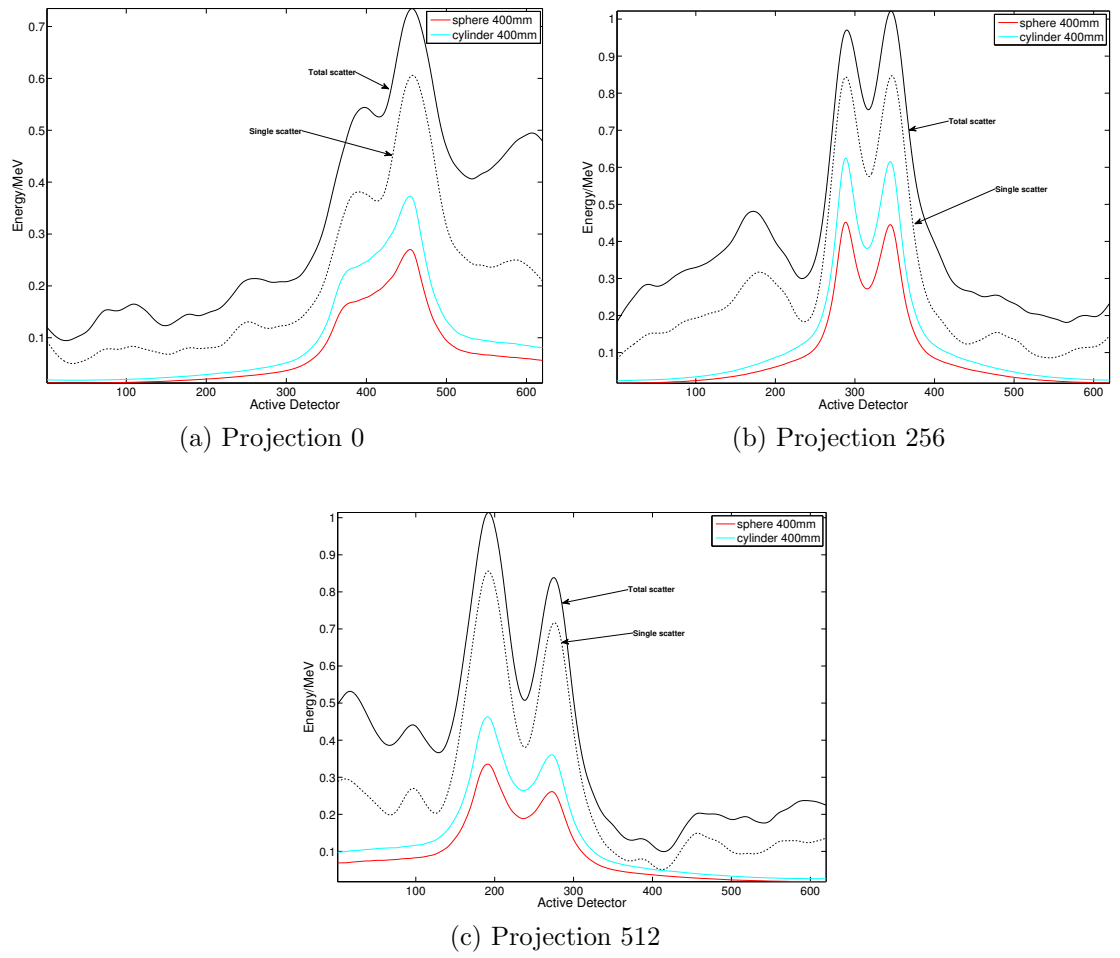 0.7
0.6
0.5
0.4
0.3
0.2
0.1
Energy/MeV
sphere 400mm
cylinder 400mm
Total scatter
Single scatter
100 200 300 400 500 600
Active Detector
(a) Projection 0
1
0.9
0.8
0.7
0.6
0.5
0.4
0.3
0.2
0.1
Energy/MeV
sphere 400mm
cylinder 400mm
Total scatter
Single scatter
100 200 300 400 500 600
Active Detector
(b) Projection 256
1
0.9
0.8
0.7
0.6
0.5
0.4
0.3
0.2
0.1
Energy/MeV
sphere 400mm
cylinder 400mm
Total scatter
Single scatter
100 200 300 400 500 600
Active Detector
(c) Projection 512